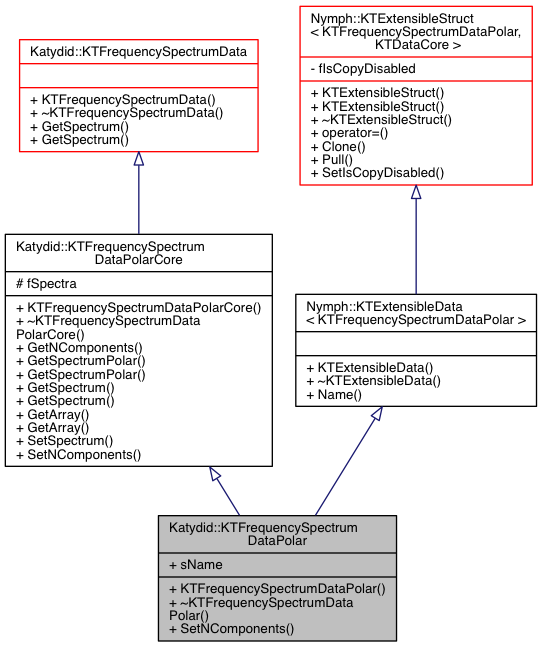 Katydid::KTFrequencySpectrumData
+ KTFrequencySpectrumData()
+ ~KTFrequencySpectrumData()
+ GetSpectrum()
+ GetSpectrum()
Nymph::KTExtensibleStruct
< KTFrequencySpectrumDataPolar,
KTDataCore >
- fIsCopyDisabled
+ KTExtensibleStruct()
+ KTExtensibleStruct()
+ ~KTExtensibleStruct()
+ operator=()
+ Clone()
+ Pull()
+ SetIsCopyDisabled()
Katydid::KTFrequencySpectrum
DataPolarCore
# fSpectra
+ KTFrequencySpectrumDataPolarCore()
+ ~KTFrequencySpectrumData
PolarCore()
+ GetNComponents()
+ GetSpectrumPolar()
+ GetSpectrumPolar()
+ GetSpectrum()
+ GetSpectrum()
+ GetArray()
+ GetArray()
+ SetSpectrum()
+ SetNComponents()
Nymph::KTExtensibleData
< KTFrequencySpectrumDataPolar >
+ KTExtensibleData()
+ ~KTExtensibleData()
+ Name()
Katydid::KTFrequencySpectrum
DataPolar
+ sName
+ KTFrequencySpectrumDataPolar()
+ ~KTFrequencySpectrumData
Polar()
+ SetNComponents()